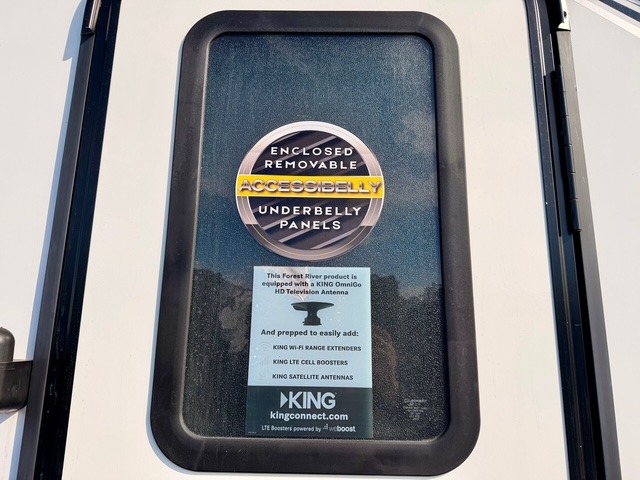 ENCLOSED
REMOVABLE
ACCESSIBELLY
UNDERBELLY
PANELS
This Forest River product is
equipped with a KING OmniGo
HD Television Antenna
And prepped to easily add:
KING Wi-Fi RANGE EXTENDERS
KING LTE CELL BOOSTERS
KING SATELLITE ANTENNAS
KING
kingconnect.com
LTE Boosters powered by weboost